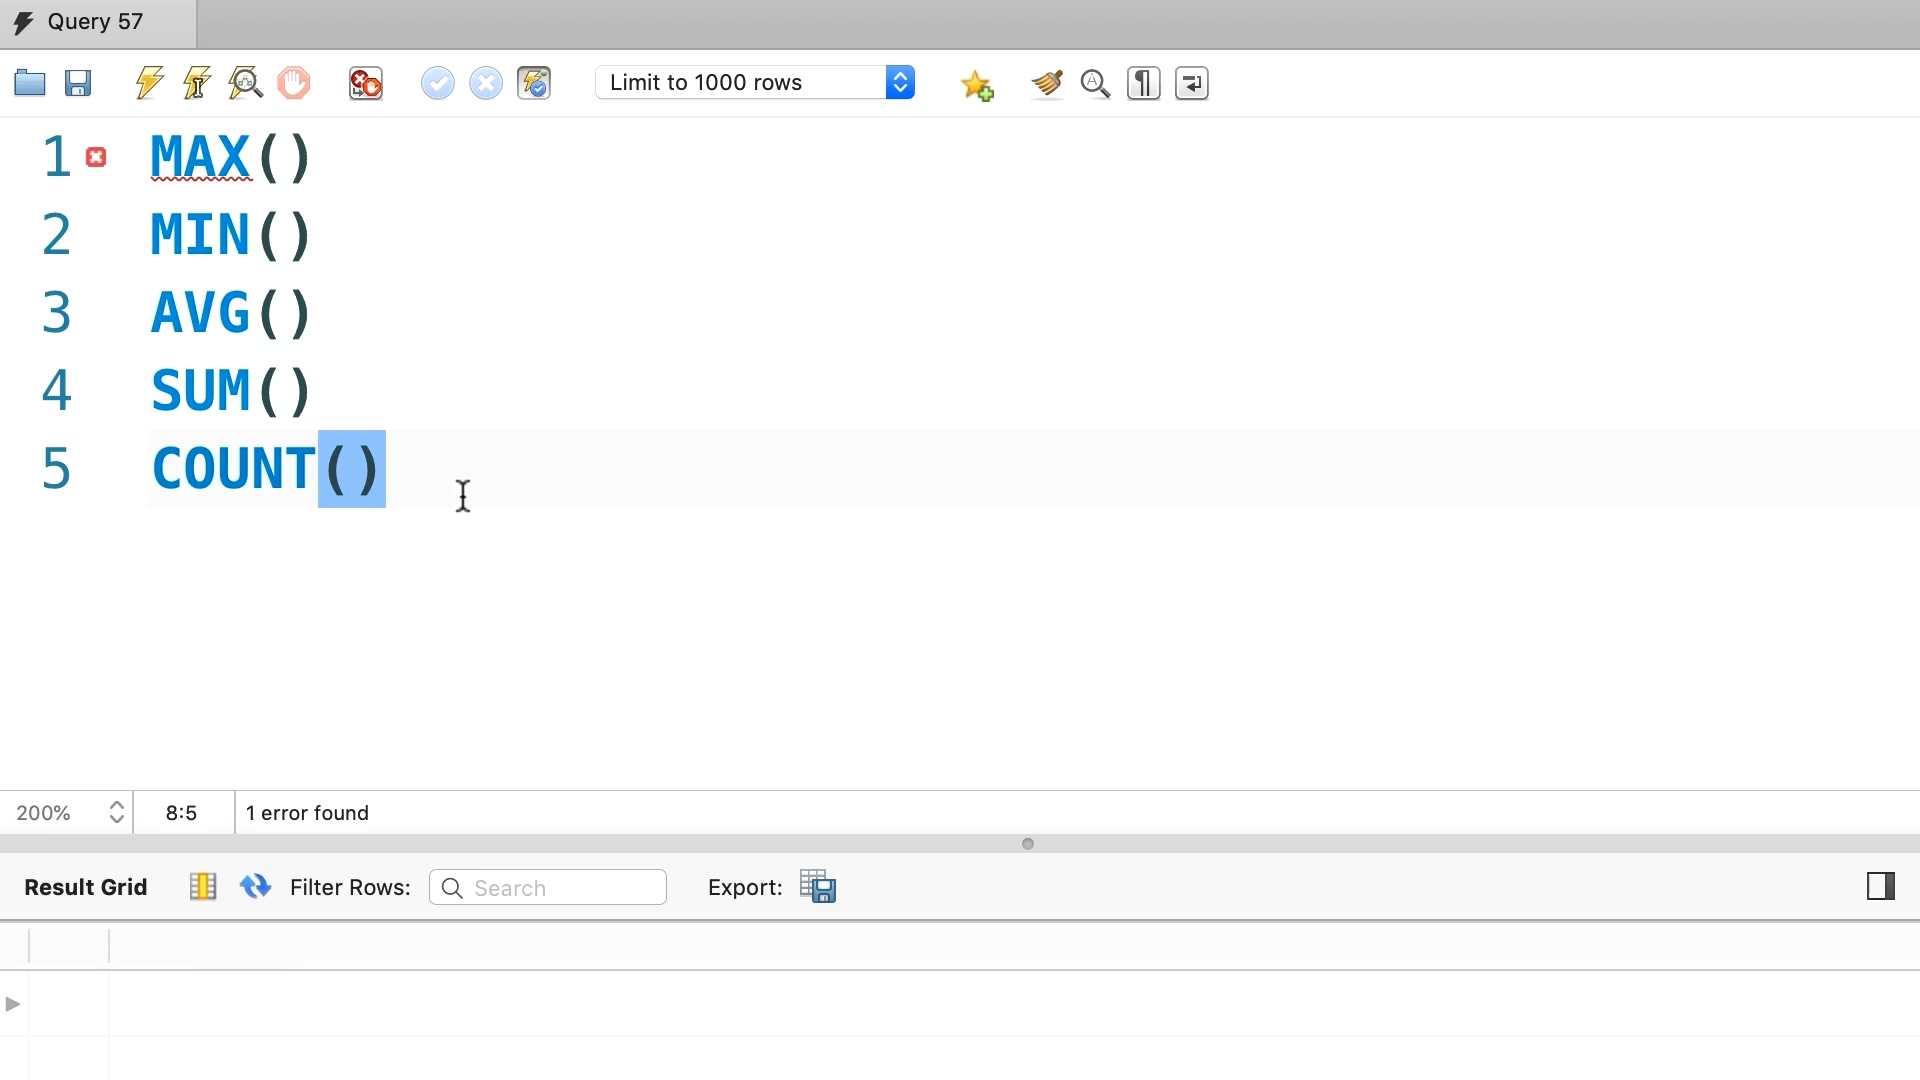 Query 57
Limit to 1000 rows
1 MAX()
2 MIN()
3 AVG()
4 SUM()
5 COUNT()
200% 8:5 1 error found
Result Grid Filter Rows: Search Export: